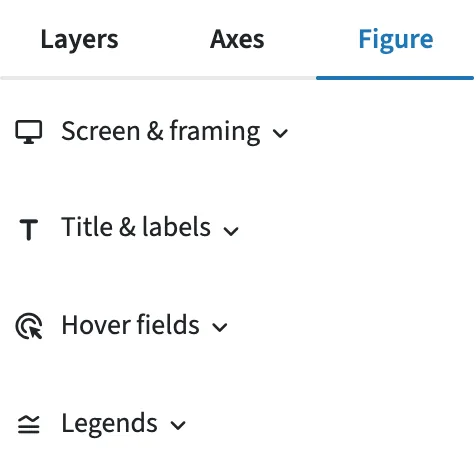 Layers Axes Figure
Screen & framing
Title & labels
Hover fields
Legends